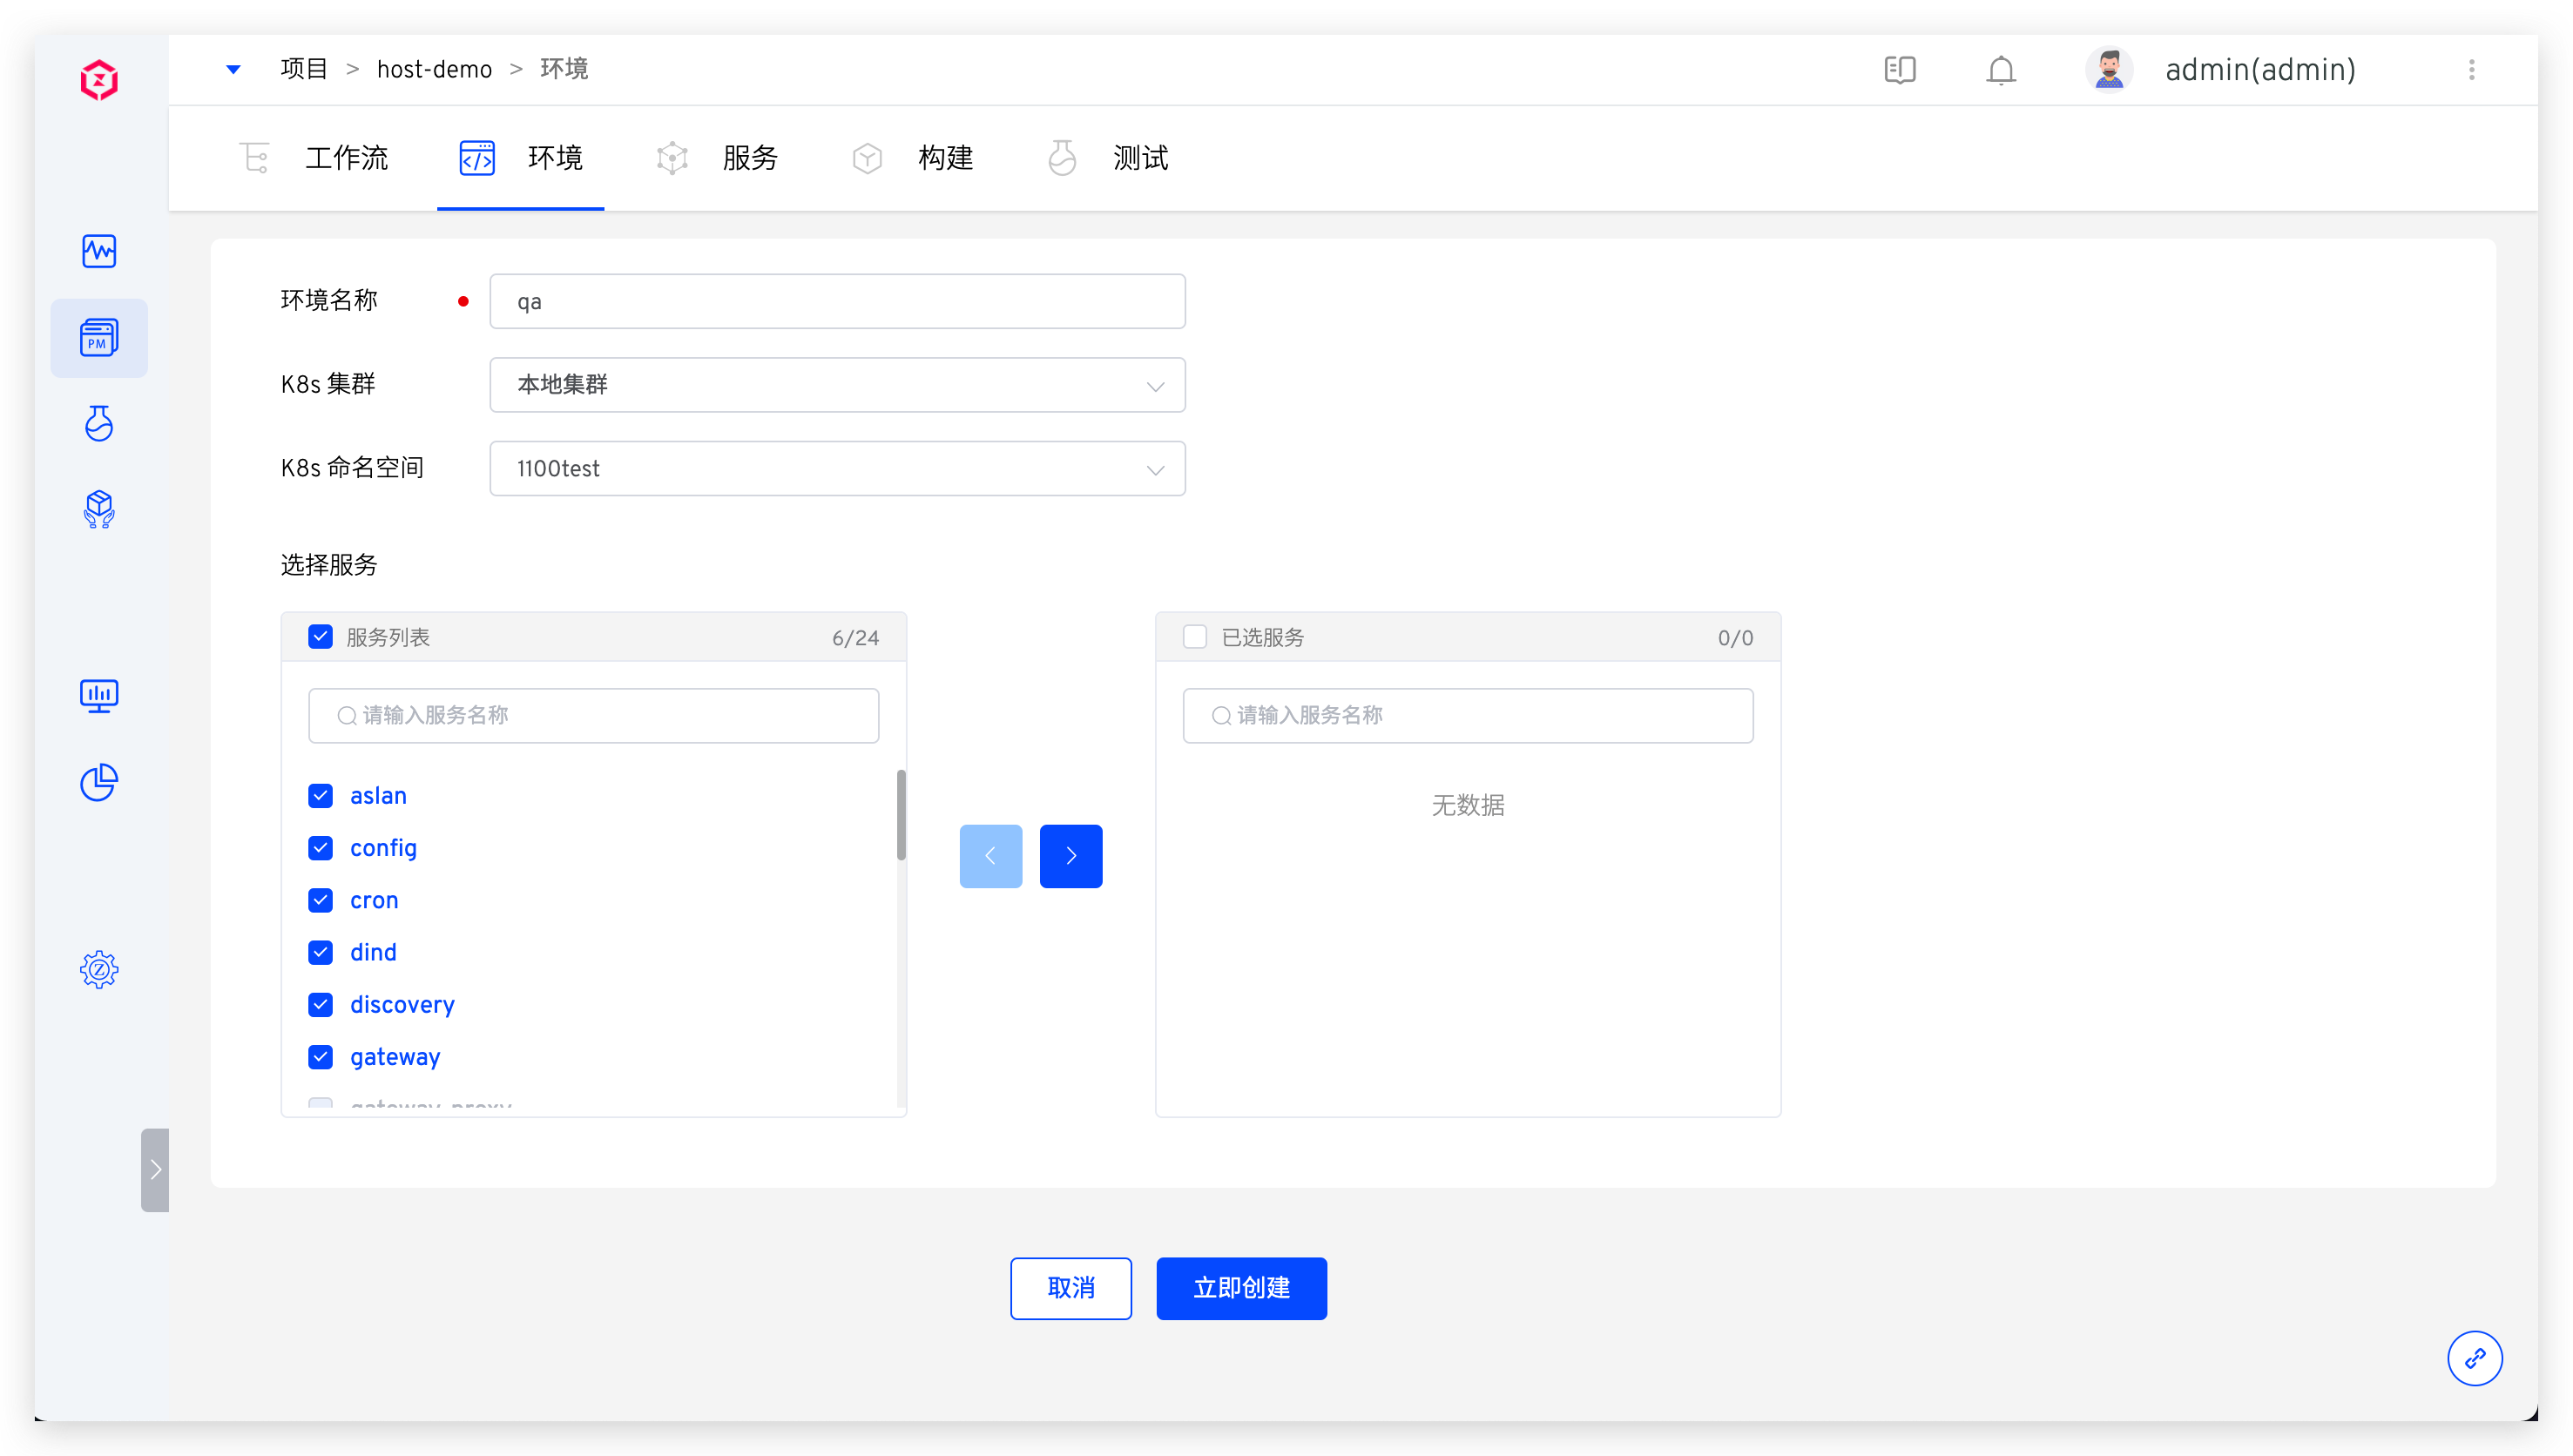 项目 > host-demo > 环境
admin(admin)
工作流 环境 服务 构建 测试
环境名称 qa
K8s 集群 本地集群
PM
K8s 命名空间 1100test
选择服务
服务列表 6/24
已选服务 0/0
请输入服务名称
请输入服务名称
无数据
aslan
config
cron
dind
discovery
gateway
gateway-proxy
取消 立即创建